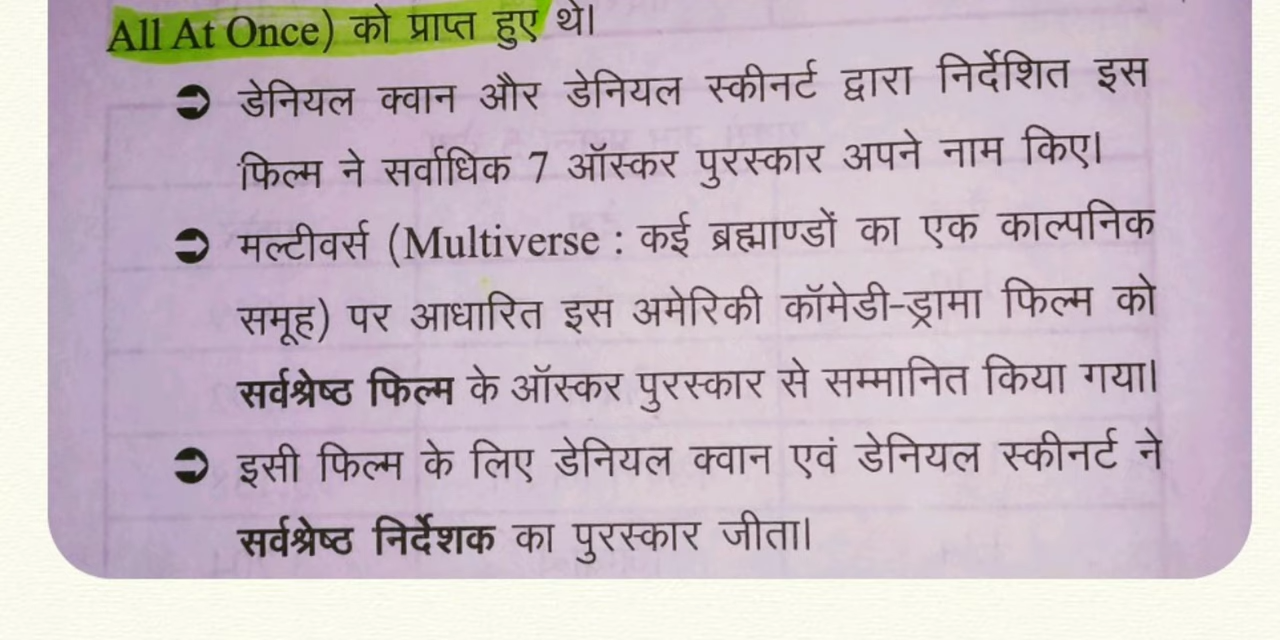 All At Once) को प्राप्त हुए थे।
➲ डेनियल क्वान और डेनियल स्कीनर्ट द्वारा निर्देशित इस
फिल्म ने सर्वाधिक 7 ऑस्कर पुरस्कार अपने नाम किए।
➲ मल्टीवर्स (Multiverse : कई ब्रह्माण्डों का एक काल्पनिक
समूह) पर आधारित इस अमेरिकी कॉमेडी-ड्रामा फिल्म को
सर्वश्रेष्ठ फिल्म के ऑस्कर पुरस्कार से सम्मानित किया गया।
➲ इसी फिल्म के लिए डेनियल क्वान एवं डेनियल स्कीनर्ट ने
सर्वश्रेष्ठ निर्देशक का पुरस्कार जीता।